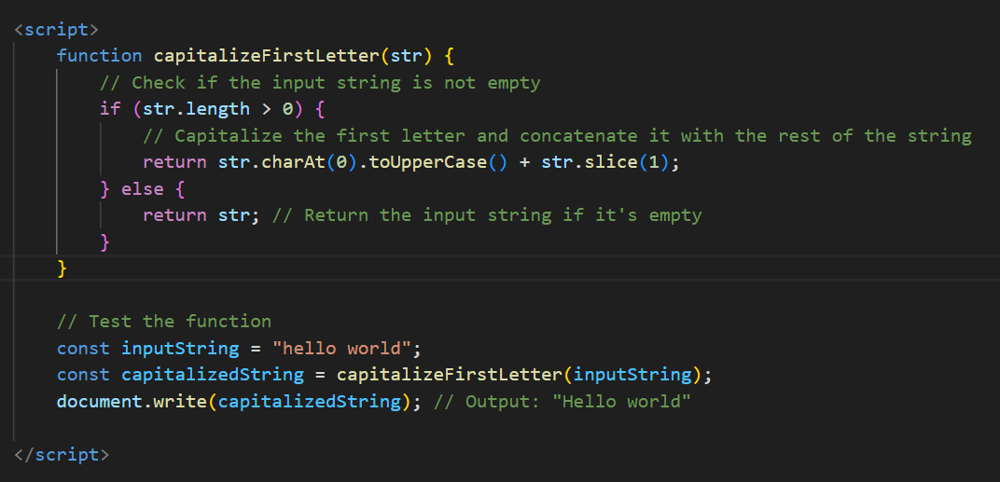 <script>
    function capitalizeFirstLetter(str) {
        // Check if the input string is not empty
        if (str.length > 0) {
            // Capitalize the first letter and concatenate it with the rest of the string
            return str.charAt(0).toUpperCase() + str.slice(1);
        } else {
            return str; // Return the input string if it's empty
        }
    }

    // Test the function
    const inputString = "hello world";
    const capitalizedString = capitalizeFirstLetter(inputString);
    document.write(capitalizedString); // Output: "Hello world"

</script>